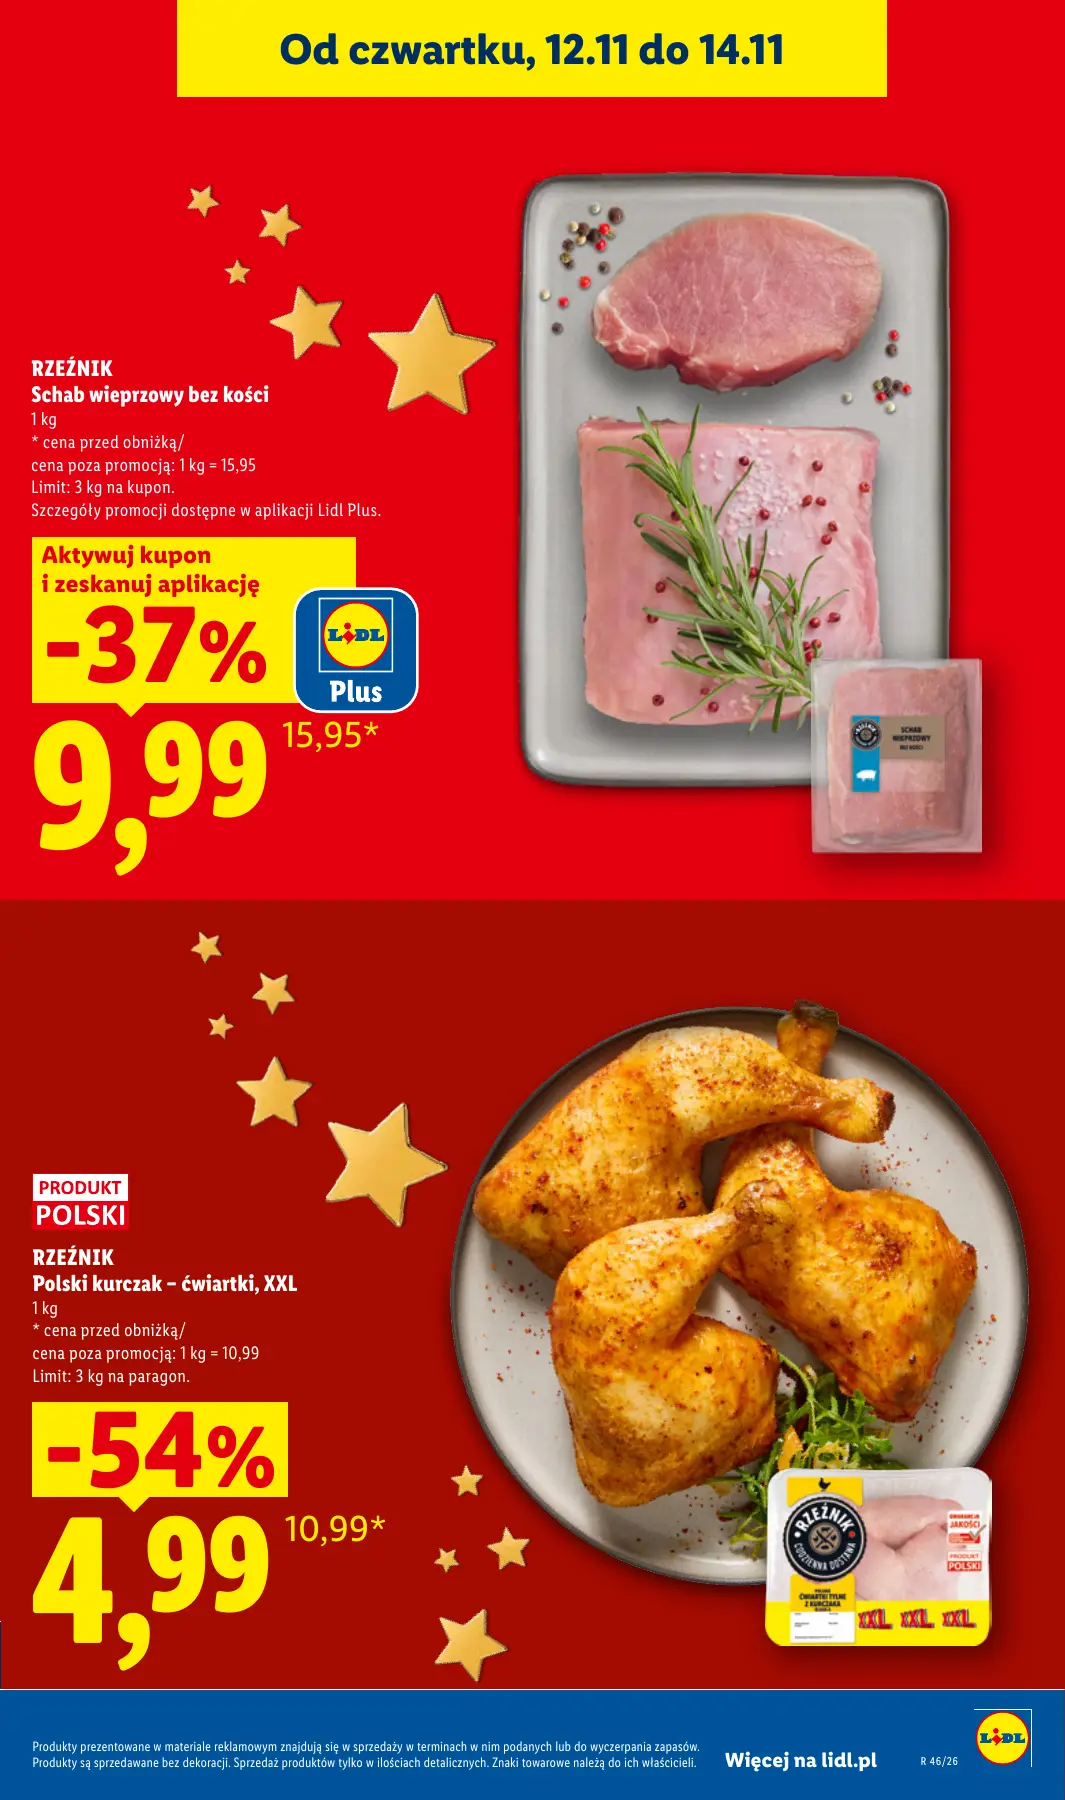 Od czwartku, 12.11 do 14.11
RZEŹNIK
Schab wieprzowy bez kości
1 kg
* cena przed obniżką/
cena poza promocją: 1 kg = 15,95
Limit: 3 kg na kupon.
Szczegóły promocji dostępne w aplikacji Lidl Plus.
Aktywuj kupon
i zeskanuj aplikację
-37%
LIDL
Plus
9,99
15,95*
RZEŹNIK
SCHAB
WIEPRZOWY
BEZ KOŚCI
PRODUKT
POLSKI
RZEŹNIK
Polski kurczak – ćwiartki, XXL
1 kg
* cena przed obniżką/
cena poza promocją: 1 kg = 10,99
Limit: 3 kg na paragon.
-54%
4,99
10,99*
RZEŹNIK
CODZIENNA DOSTAWA
ĆWIARTKI TYLNE
Z KURCZAKA
XXL XXL XXL
JAKOŚCI
PRODUKT
POLSKI
Produkty prezentowane w materiale reklamowym znajdują się w sprzedaży w terminach w nim podanych lub do wyczerpania zapasów.
Produkty są sprzedawane bez dekoracji. Sprzedaż produktów tylko w ilościach detalicznych. Znaki towarowe należą do ich właścicieli.
Więcej na lidl.pl
R 46/26
LIDL